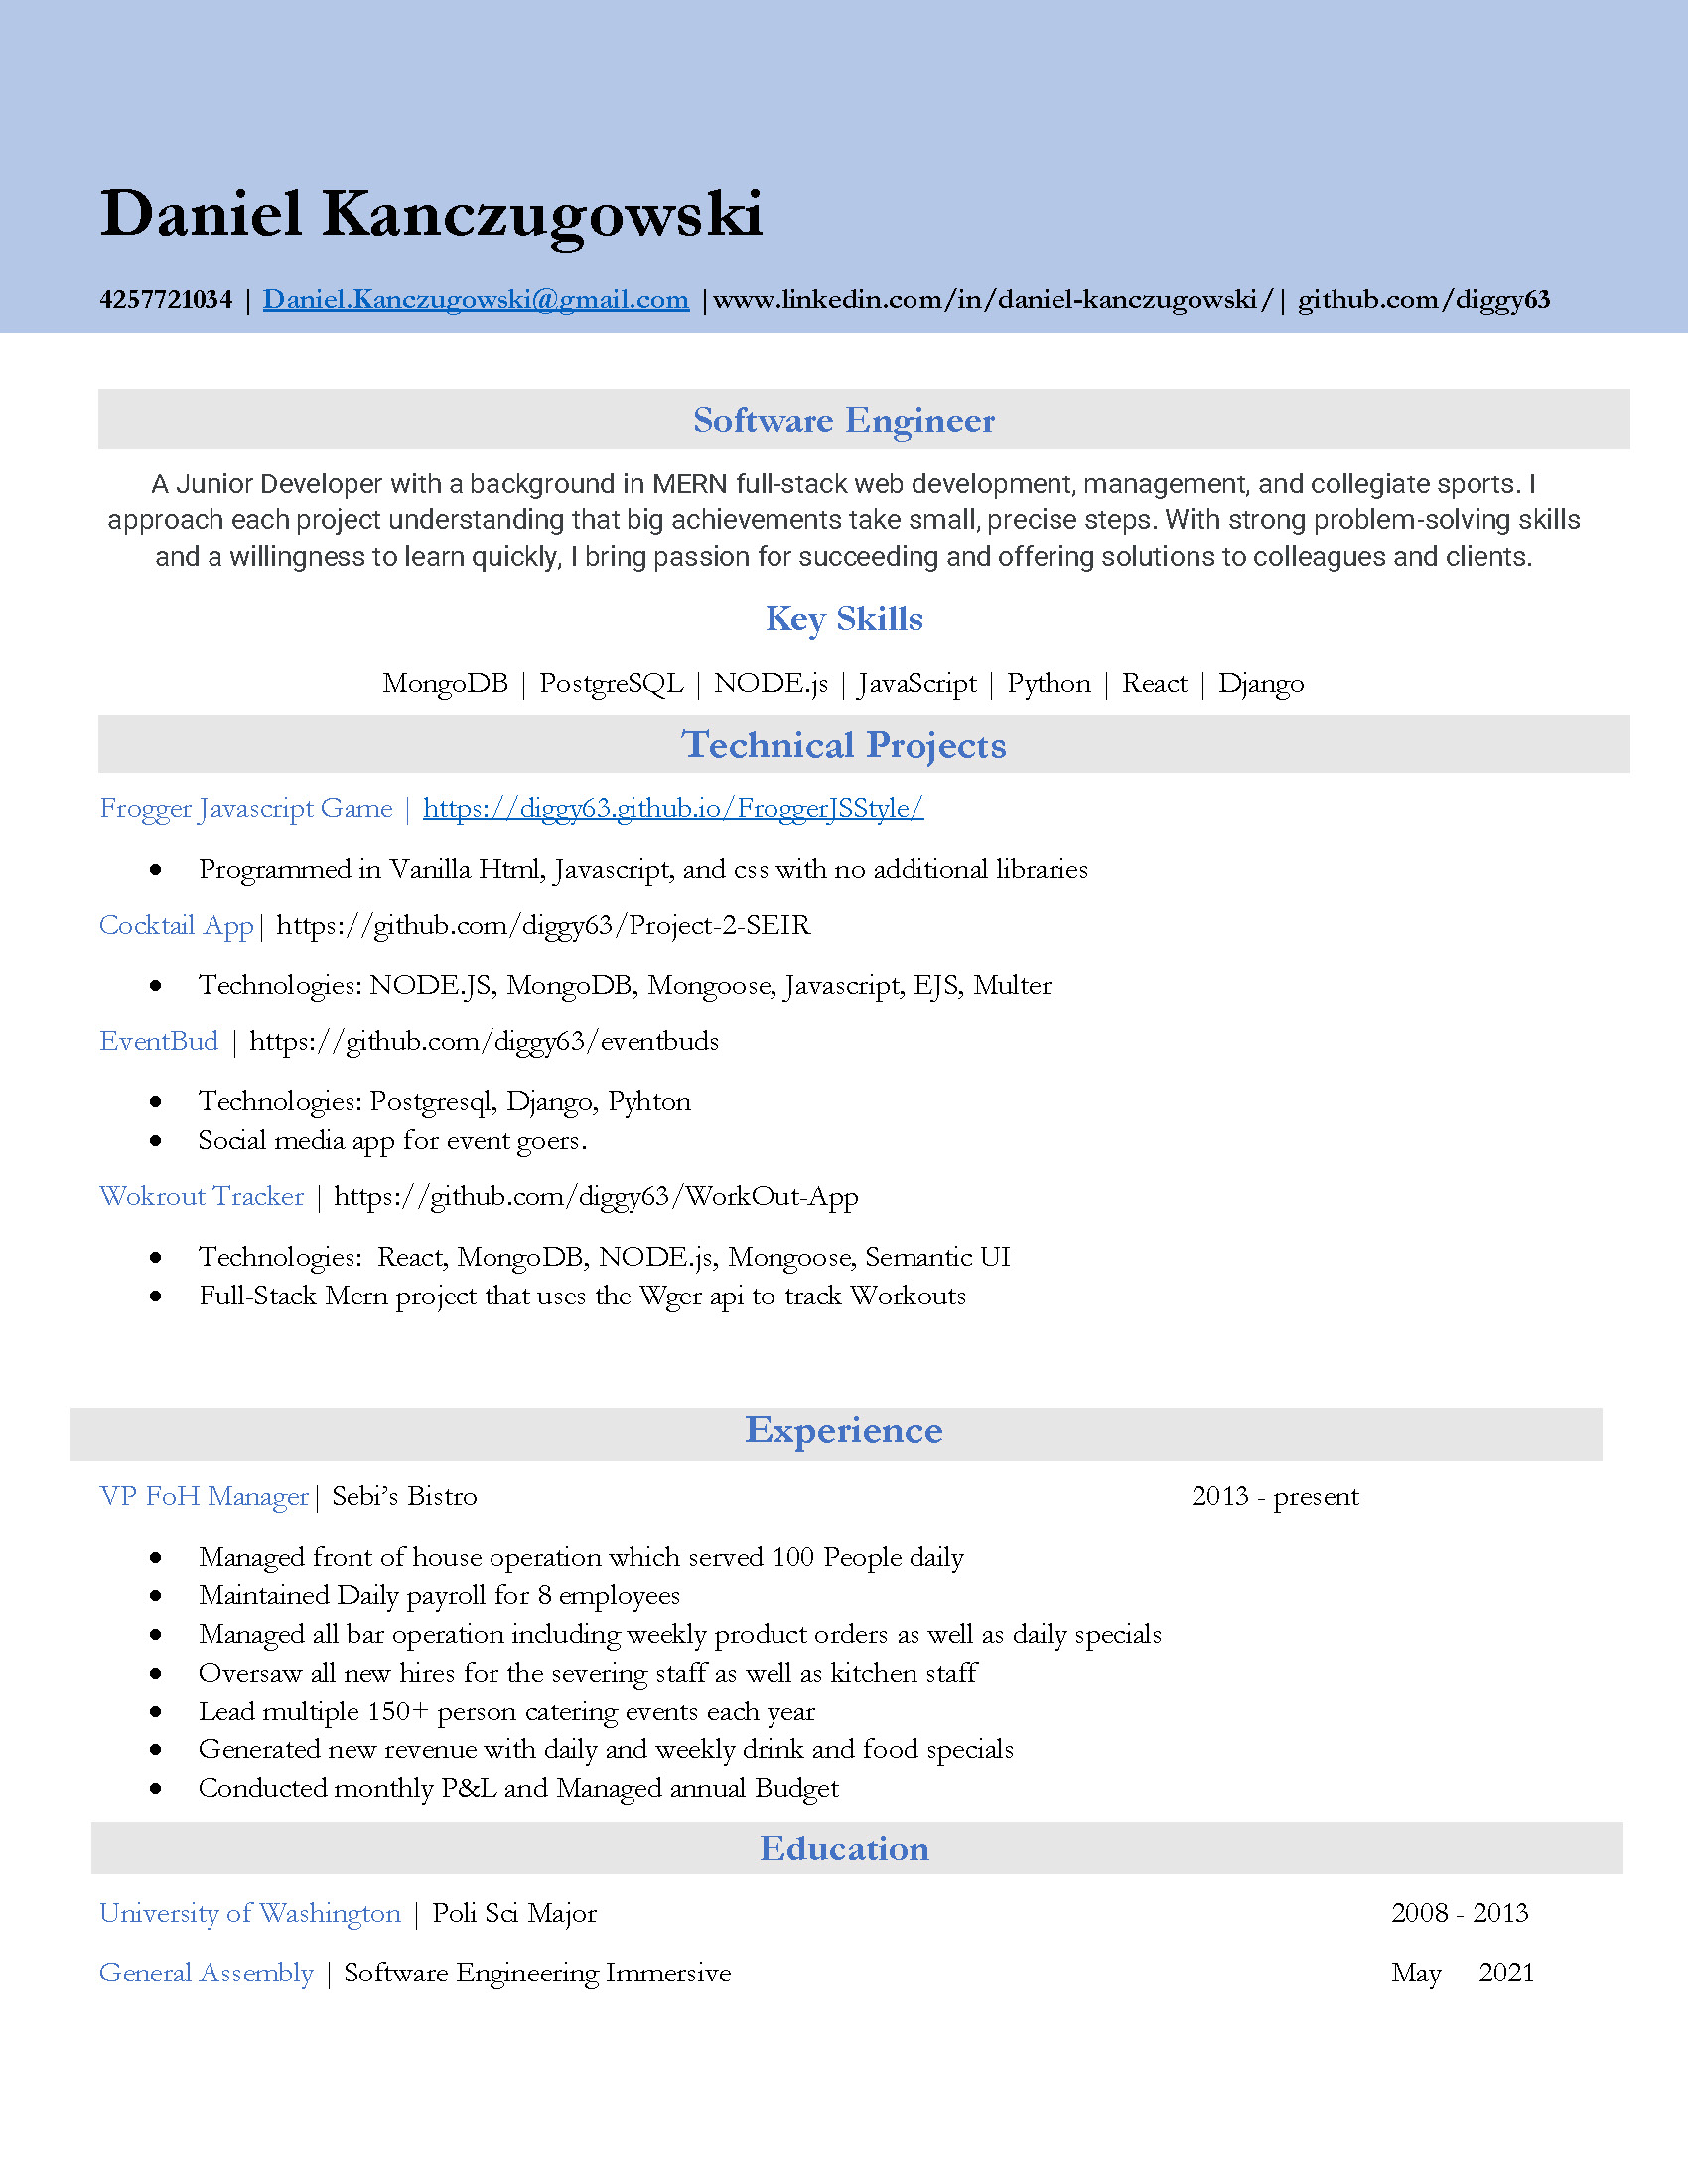 Daniel Kanczugowski
4257721034 | Daniel.Kanczugowski@gmail.com |www.linkedin.com/in/daniel-kanczugowski/| github.com/diggy63
Software Engineer
A Junior Developer with a background in MERN full-stack web development, management, and collegiate sports. I
approach each project understanding that big achievements take small, precise steps. With strong problem-solving skills
and a willingness to learn quickly, I bring passion for succeeding and offering solutions to colleagues and clients.
Key Skills
MongoDB | PostgreSQL | NODE.js | JavaScript | Python | React | Django
Technical Projects
Frogger Javascript Game | https://diggy63.github.io/FroggerJSStyle/
• Programmed in Vanilla Html, Javascript, and css with no additional libraries
Cocktail App| https://github.com/diggy63/Project-2-SEIR
• Technologies: NODE.JS, MongoDB, Mongoose, Javascript, EJS, Multer
EventBud | https://github.com/diggy63/eventbuds
• Technologies: Postgresql, Django, Pyhton
• Social media app for event goers.
Wokrout Tracker | https://github.com/diggy63/WorkOut-App
• Technologies:  React, MongoDB, NODE.js, Mongoose, Semantic UI
• Full-Stack Mern project that uses the Wger api to track Workouts
Experience
VP FoH Manager| Sebi’s Bistro 2013 - present
• Managed front of house operation which served 100 People daily
• Maintained Daily payroll for 8 employees
• Managed all bar operation including weekly product orders as well as daily specials
• Oversaw all new hires for the severing staff as well as kitchen staff
• Lead multiple 150+ person catering events each year
• Generated new revenue with daily and weekly drink and food specials
• Conducted monthly P&L and Managed annual Budget
Education
University of Washington | Poli Sci Major 2008 - 2013
General Assembly | Software Engineering Immersive May 2021